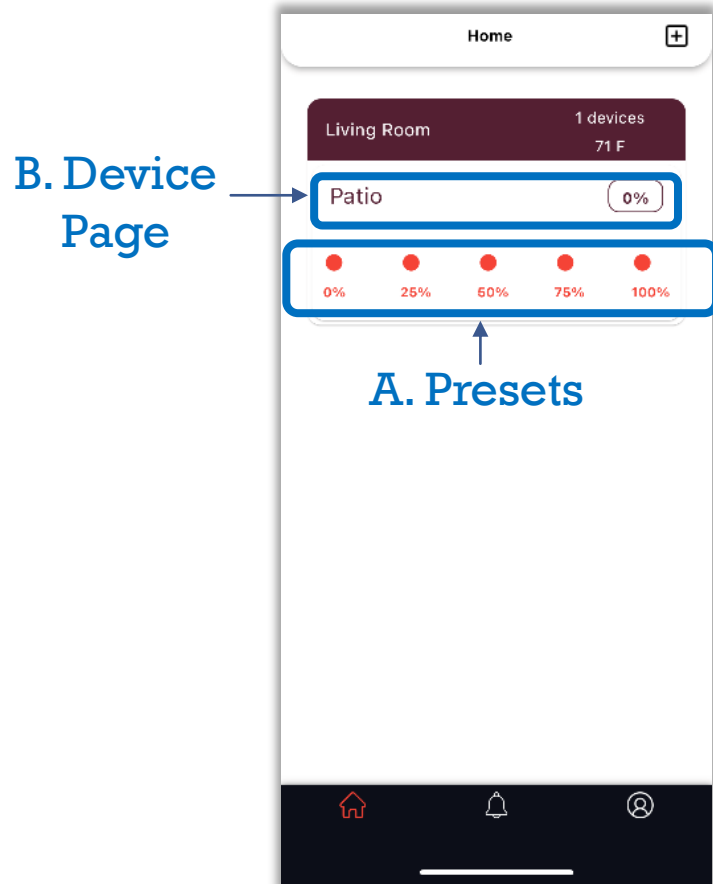 Home
Living Room
1 devices
71 F
B. Device
Page
Patio
0%
0% 25% 50% 75% 100%
A. Presets